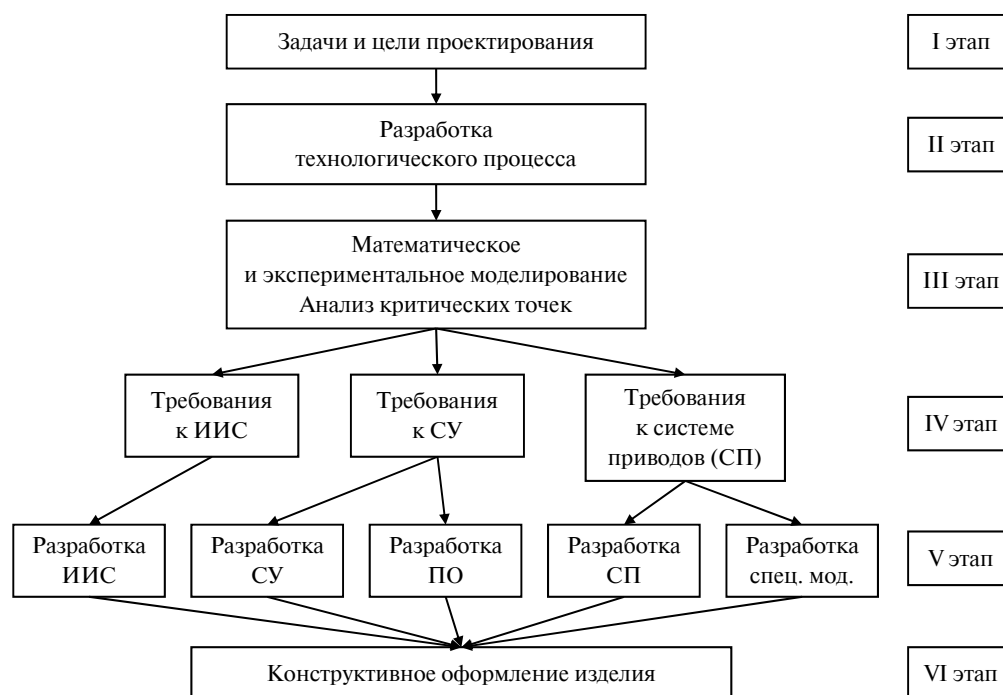 Задачи и цели проектирования
I этап
Разработка
технологического процесса
II этап
Математическое
и экспериментальное моделирование
Анализ критических точек
III этап
Требования
к ИИС
Требования
к СУ
Требования
к системе
приводов (СП)
IV этап
Разработка
ИИС
Разработка
СУ
Разработка
ПО
Разработка
СП
Разработка
спец. мод.
V этап
Конструктивное оформление изделия
VI этап